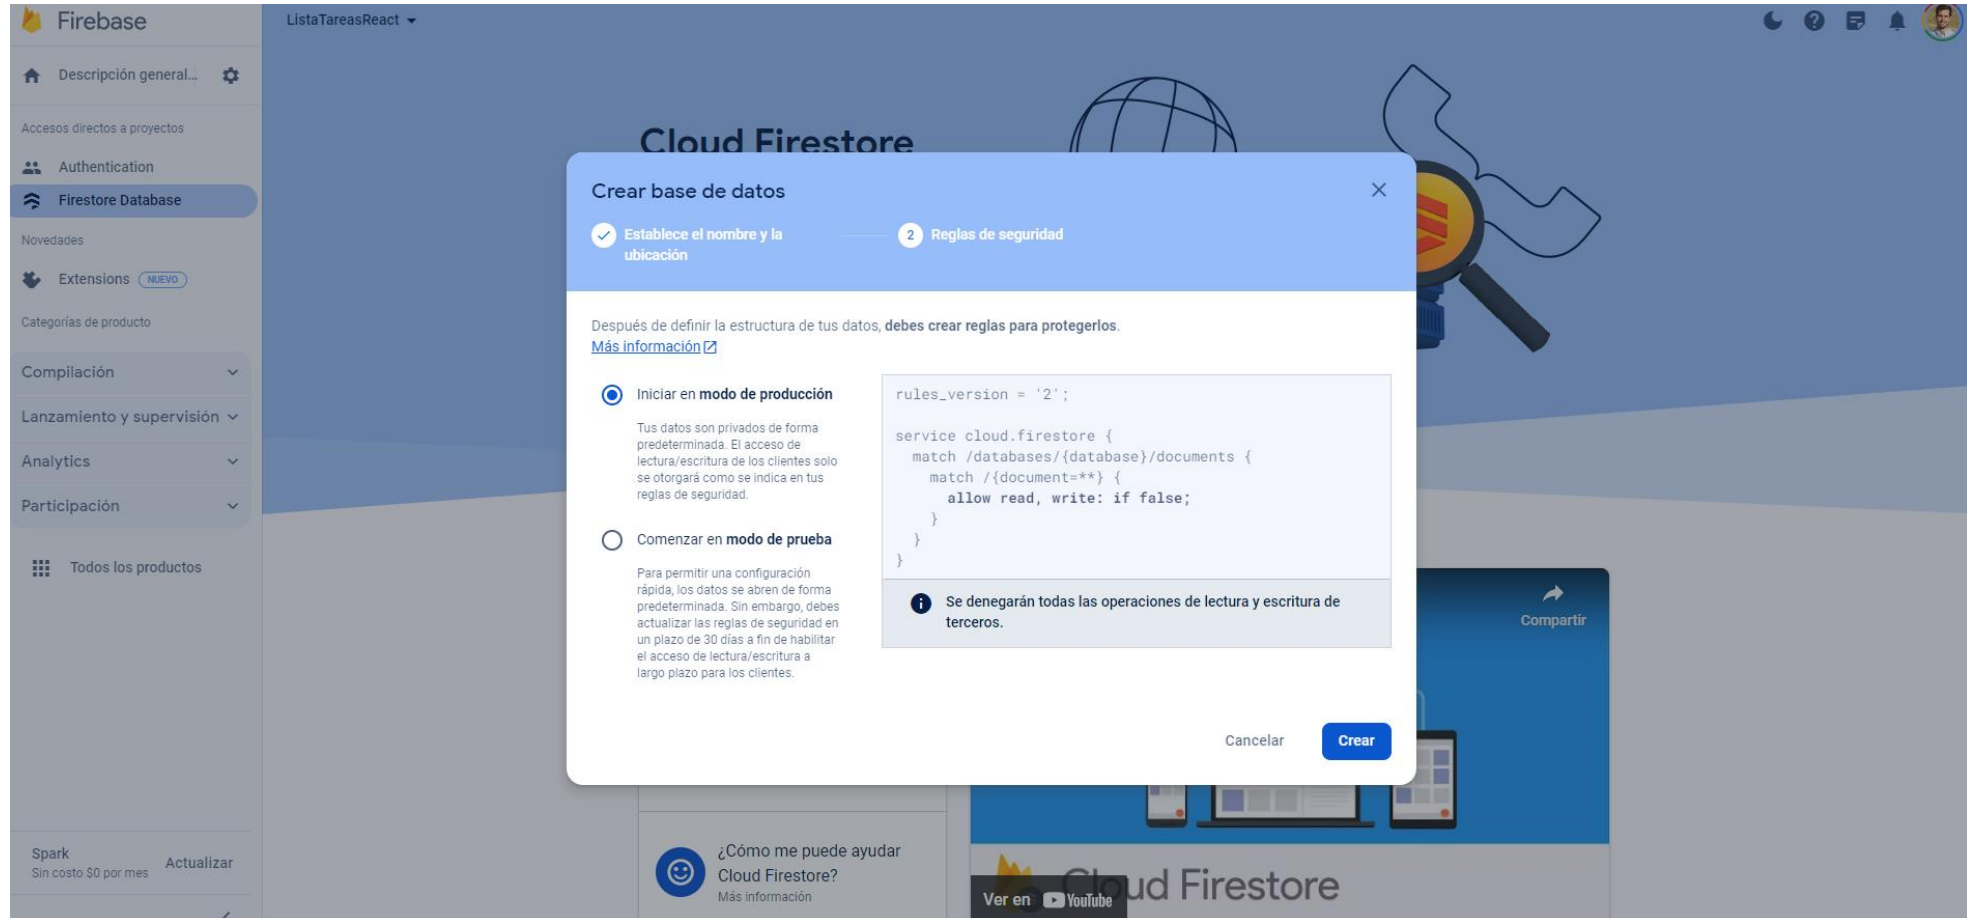 Firebase
ListaTareasReact
Descripción general...
Accesos directos a proyectos
Authentication
Firestore Database
Novedades
Extensions NUEVO
Categorías de producto
Compilación
Lanzamiento y supervisión
Analytics
Participación
Todos los productos
Spark
Sin costo $0 por mes
Actualizar
Cloud Firestore
Crear base de datos
Establece el nombre y la
ubicación
2 Reglas de seguridad
Después de definir la estructura de tus datos, debes crear reglas para protegerlos.
Más información
Iniciar en modo de producción
Tus datos son privados de forma
predeterminada. El acceso de
lectura/escritura de los clientes solo
se otorgará como se indica en tus
reglas de seguridad.
Comenzar en modo de prueba
Para permitir una configuración
rápida, los datos se abren de forma
predeterminada. Sin embargo, debes
actualizar las reglas de seguridad en
un plazo de 30 días a fin de habilitar
el acceso de lectura/escritura a
largo plazo para los clientes.
rules_version = '2';
service cloud.firestore {
match /databases/{database}/documents {
match /{document=**} {
allow read, write: if false;
}
}
}
Se denegarán todas las operaciones de lectura y escritura de
terceros.
Cancelar
Crear
Compartir
¿Cómo me puede ayudar
Cloud Firestore?
Más información
Ver en YouTube
Cloud Firestore